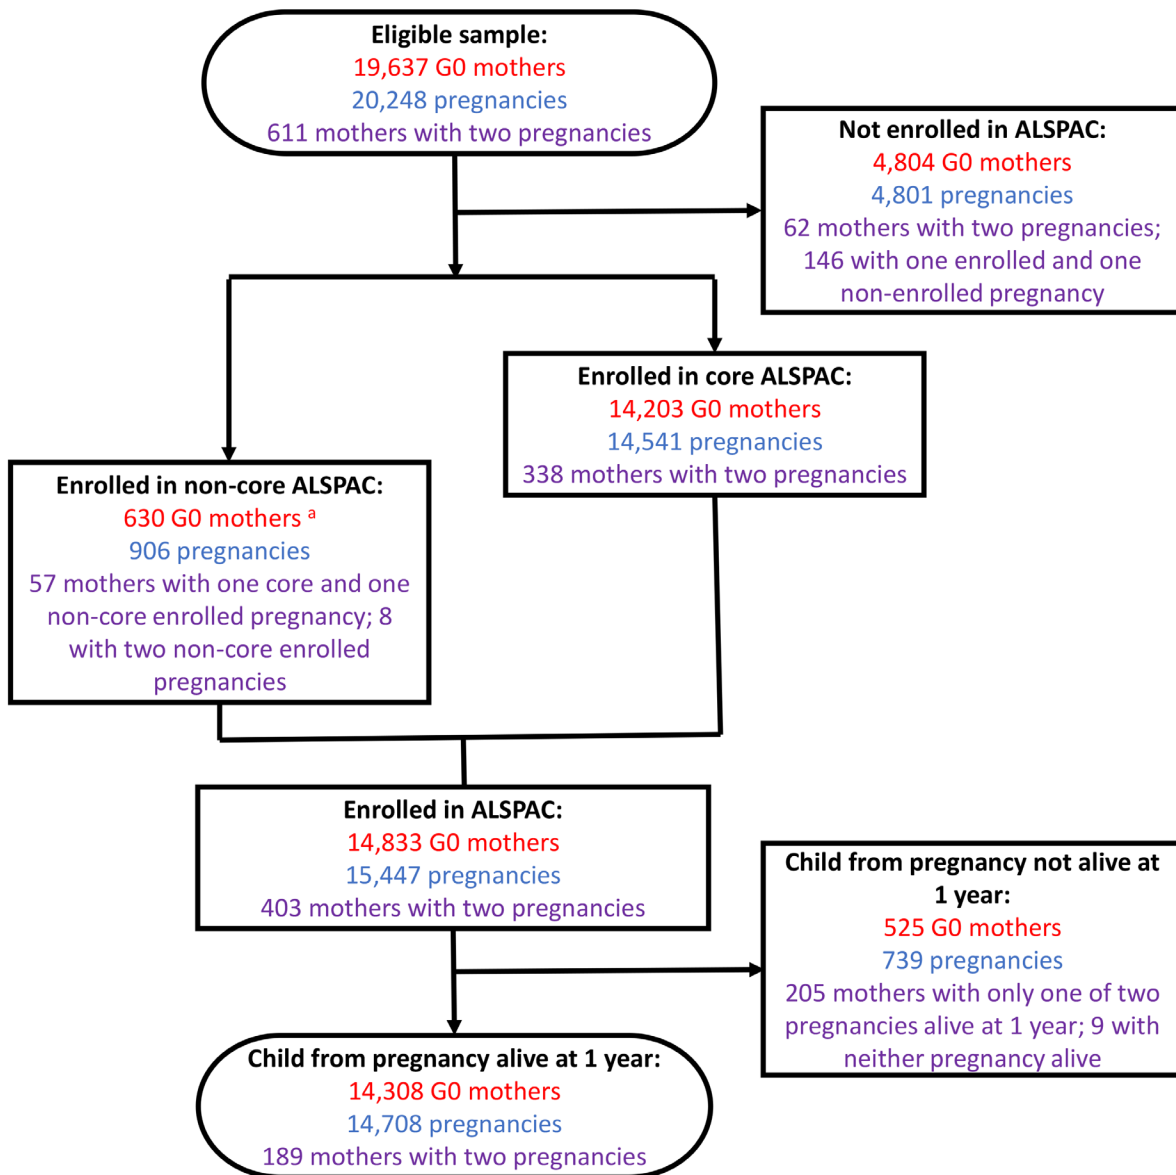 Eligible sample:
19,637 G0 mothers
20,248 pregnancies
611 mothers with two pregnancies
Not enrolled in ALSPAC:
4,804 G0 mothers
4,801 pregnancies
62 mothers with two pregnancies;
146 with one enrolled and one
non-enrolled pregnancy
Enrolled in core ALSPAC:
14,203 G0 mothers
14,541 pregnancies
338 mothers with two pregnancies
Enrolled in non-core ALSPAC:
630 G0 mothers ª
906 pregnancies
57 mothers with one core and one
non-core enrolled pregnancy; 8
with two non-core enrolled
pregnancies
Enrolled in ALSPAC:
14,833 G0 mothers
15,447 pregnancies
403 mothers with two pregnancies
Child from pregnancy not alive at
1 year:
525 G0 mothers
739 pregnancies
205 mothers with only one of two
pregnancies alive at 1 year; 9 with
neither pregnancy alive
Child from pregnancy alive at 1 year:
14,308 G0 mothers
14,708 pregnancies
189 mothers with two pregnancies